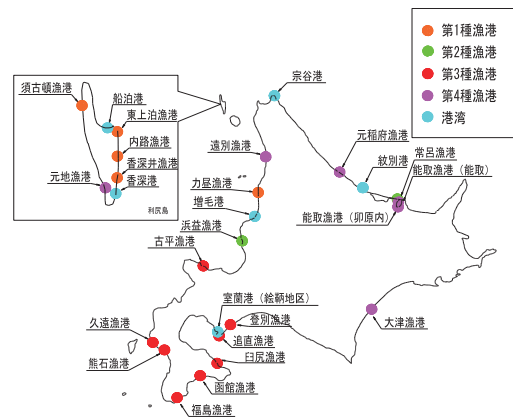 第1種漁港
第2種漁港
第3種漁港
第4種漁港
港湾
宗谷港
須古頓漁港
船泊港
東上泊漁港
内路漁港
香深井漁港
元地漁港
香深港
利尻島
遠別漁港
元稲府漁港
紋別港
常呂漁港
能取漁港(能取)
力昼漁港
増毛港
能取漁港(卯原内)
浜益漁港
古平漁港
室蘭港(絵鞆地区)
登別漁港
大津漁港
追直漁港
久遠漁港
臼尻漁港
熊石漁港
函館漁港
福島漁港